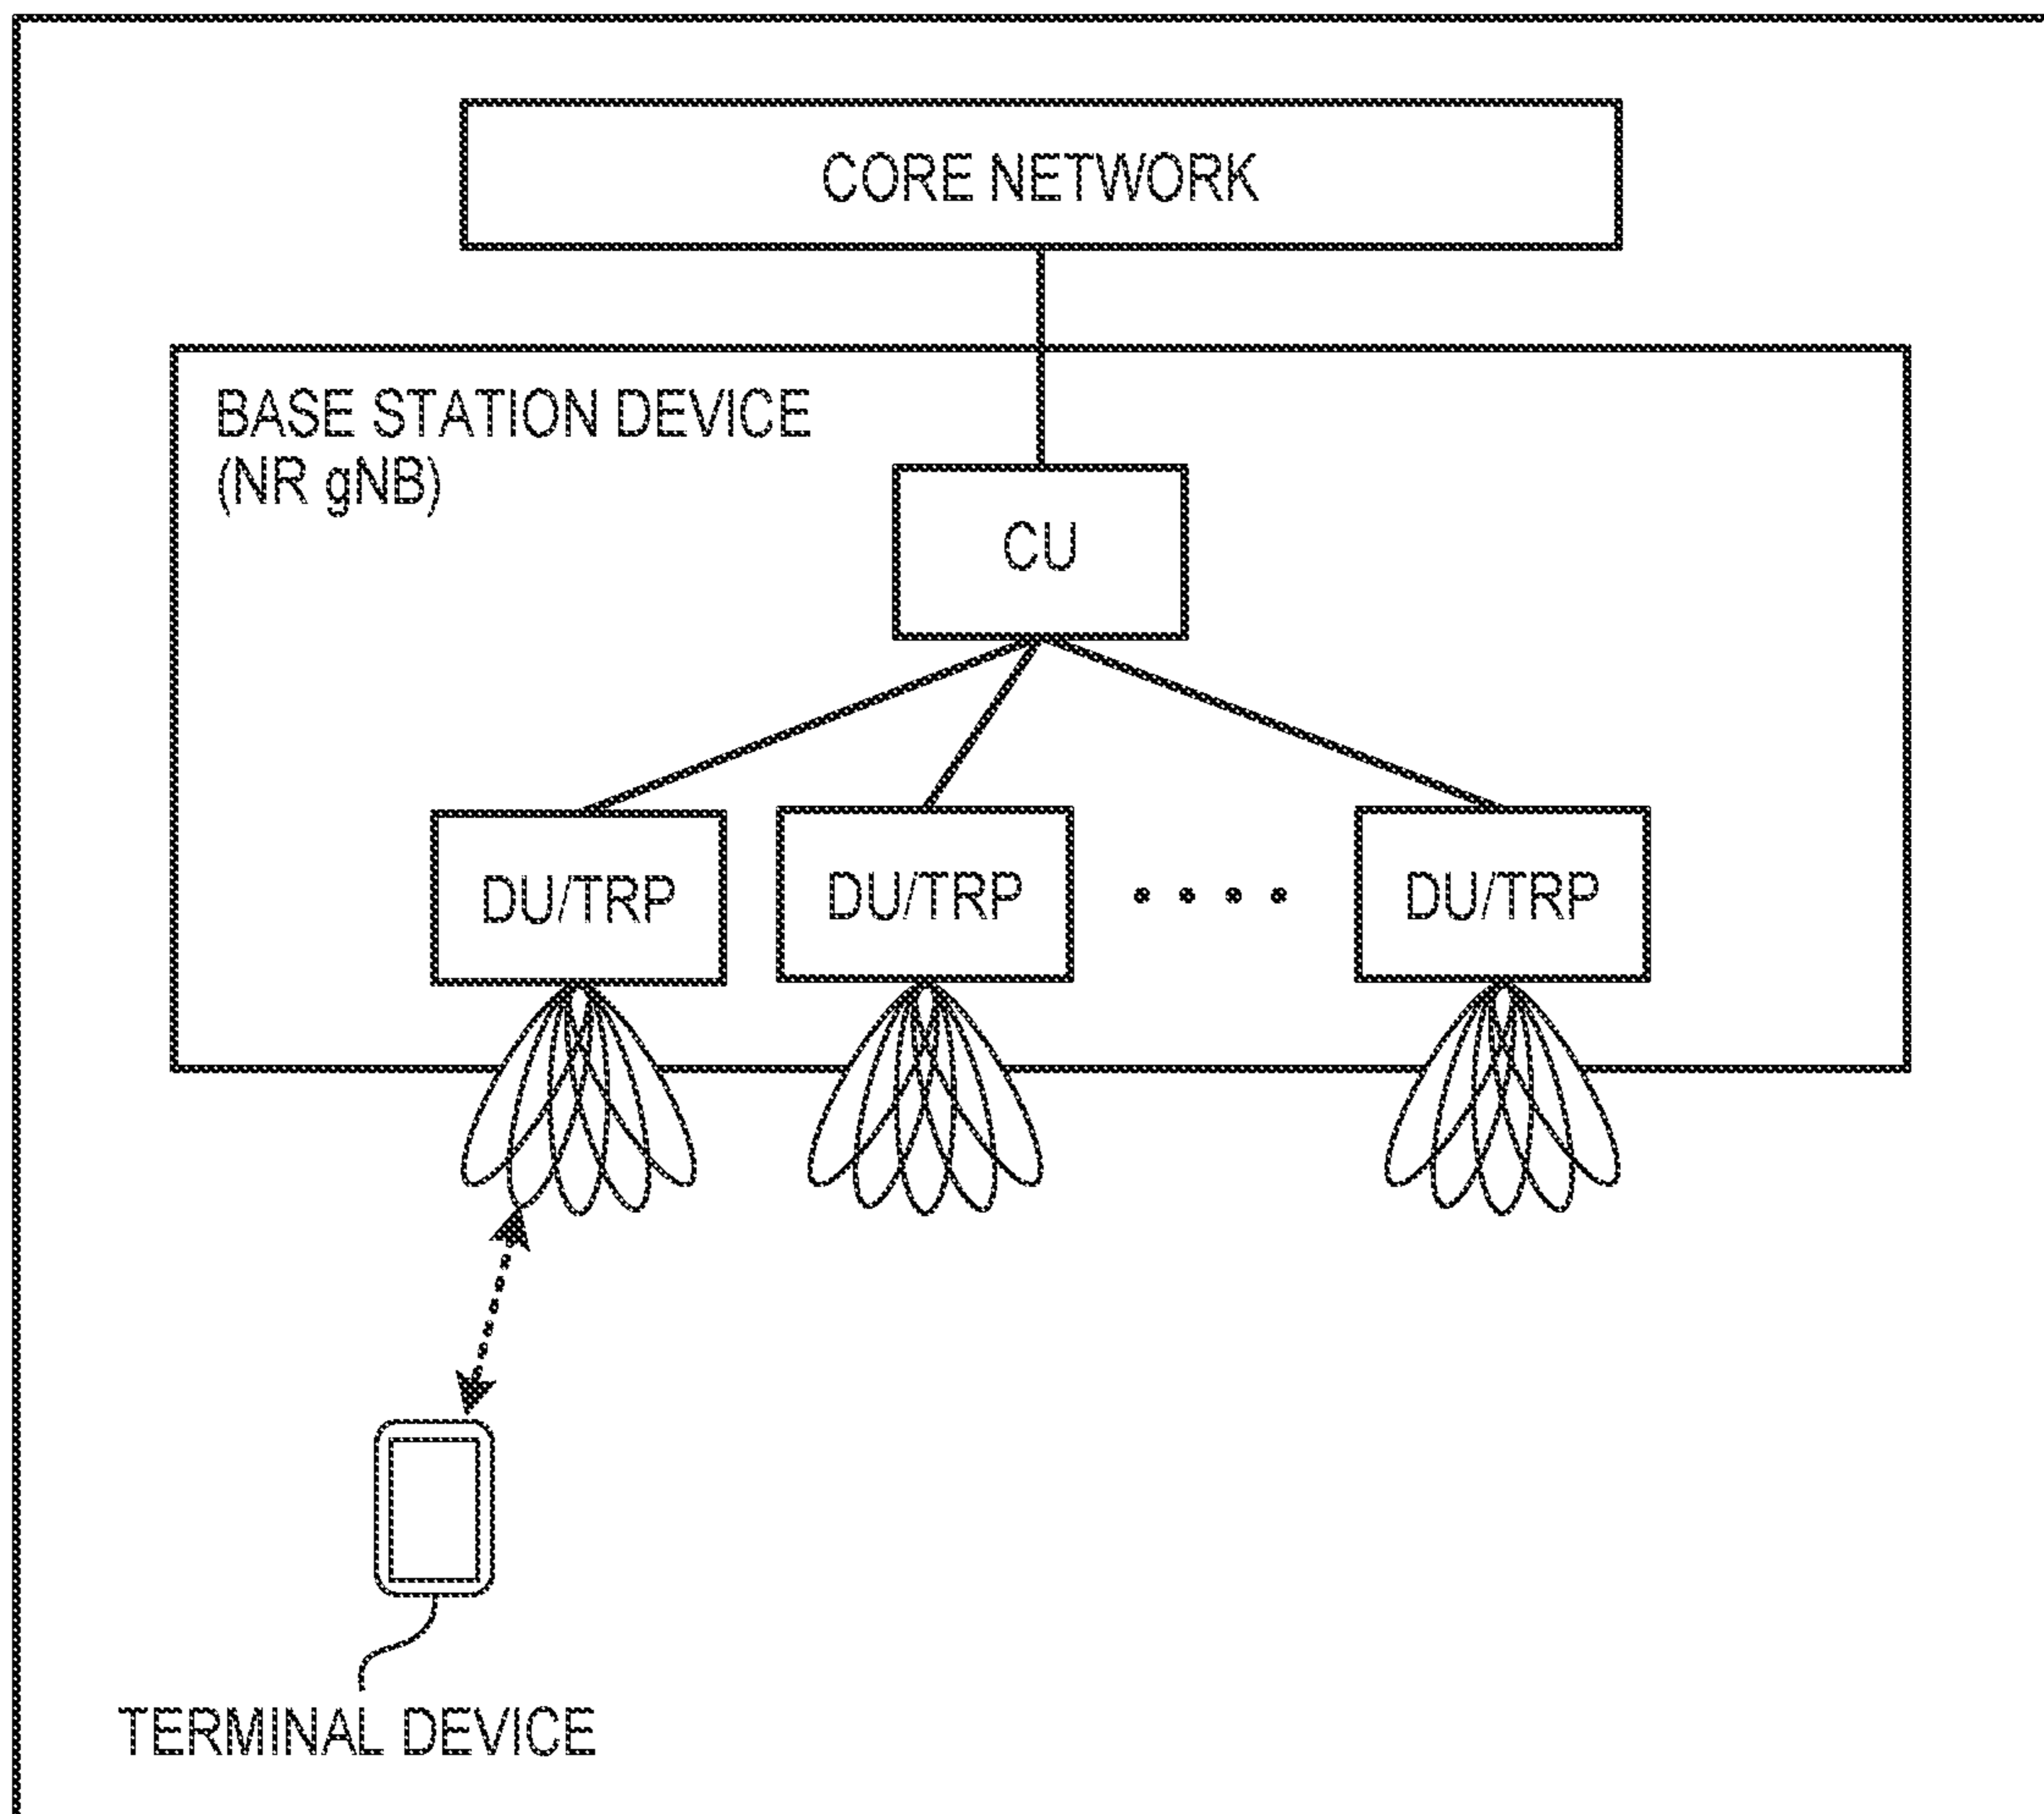 CORE NETWORK
BASE STATION DEVICE
(NR gNB)
CU
DU/TRP
DU/TRP
DU/TRP
TERMINAL DEVICE